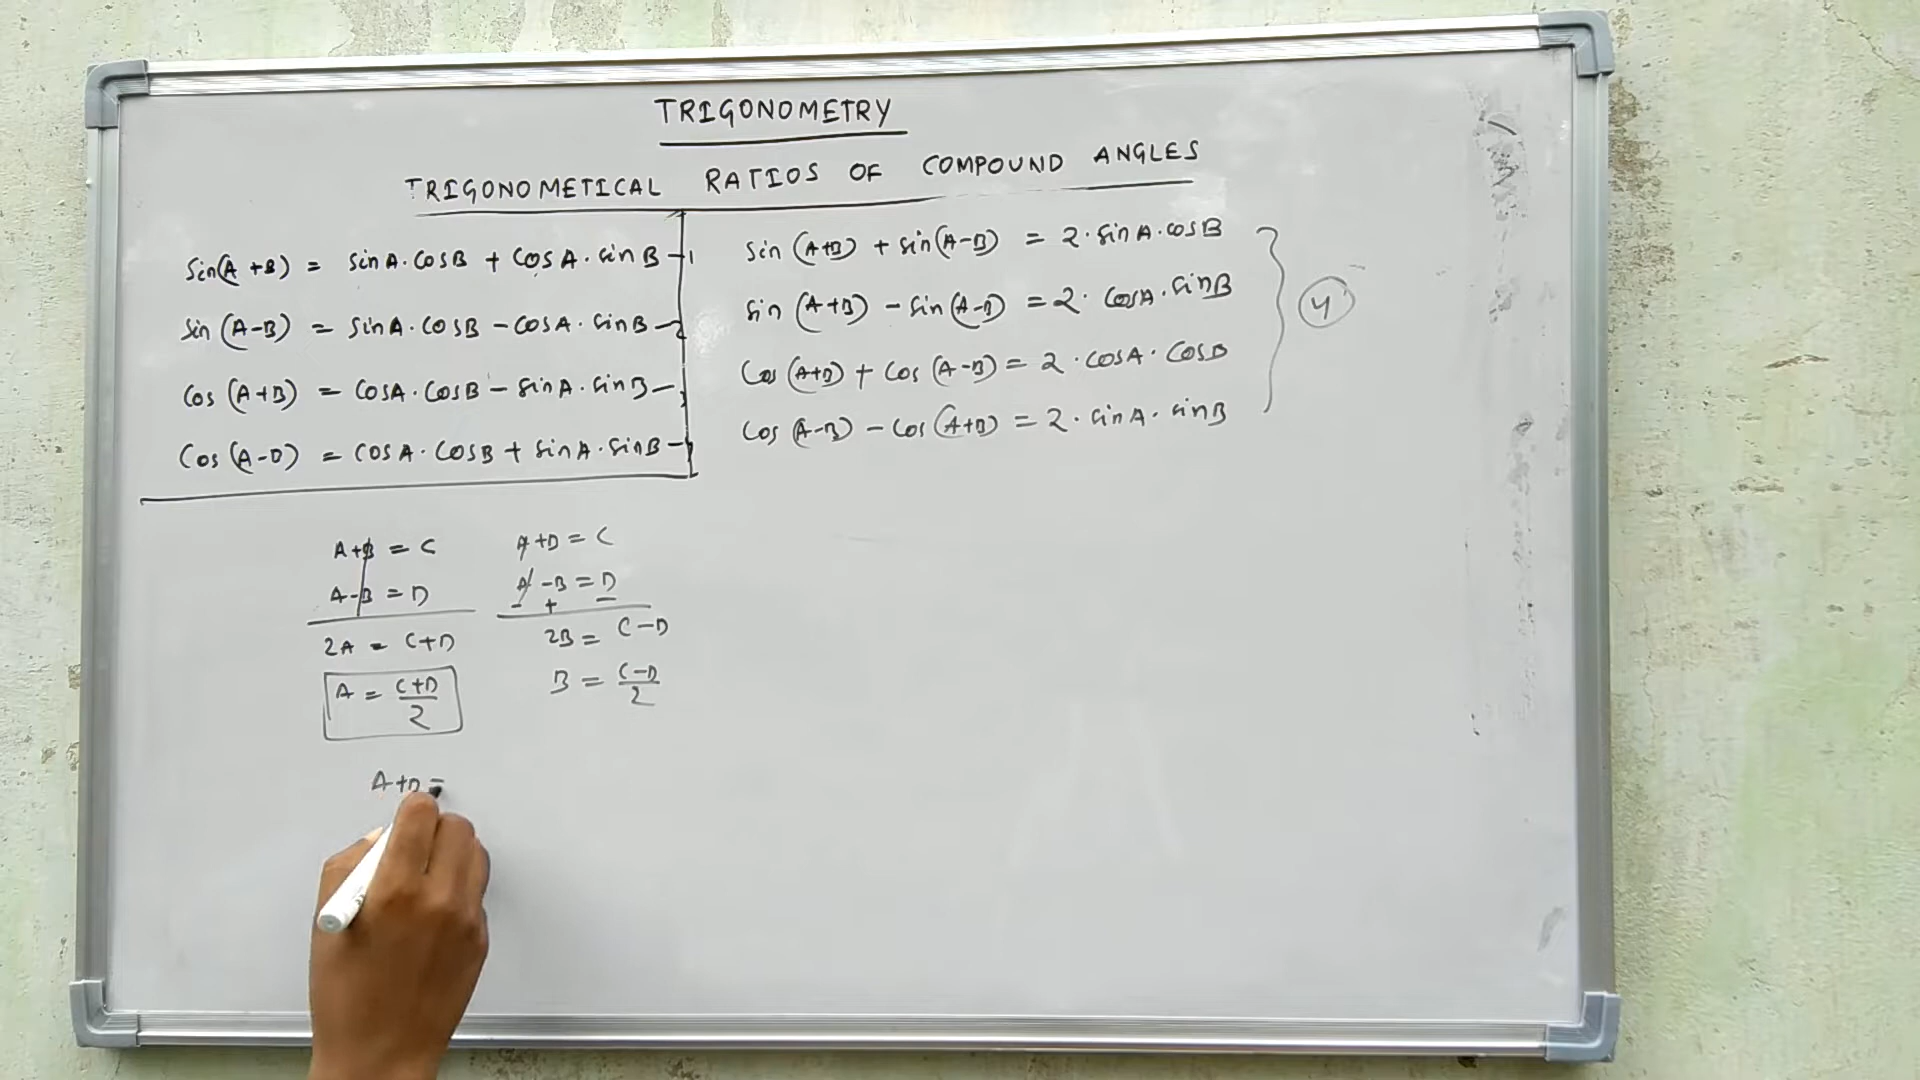 TRIGONOMETRY
TRIGONOMETICAL RATIOS OF COMPOUND ANGLES
Sin(A+B) = sinA·cosB + cosA·sinB – 1
Sin(A-B) = sinA·cosB – cosA·sinB – 2
Cos(A+B) = cosA·cosB – sinA·sinB –
Cos(A-B) = cosA·cosB + sinA·sinB –
Sin(A+B) + sin(A-B) = 2·sinA·cosB
Sin(A+B) – sin(A-B) = 2·cosA·sinB
Cos(A+B) + cos(A-B) = 2·cosA·cosB
Cos(A-B) – cos(A+B) = 2·sinA·sinB
4
A+B = C
A-B = D
2A = C+D
A = C+D/2
A+B = C
A-B = D
- + -
2B = C-D
B = C-D/2
A+B =